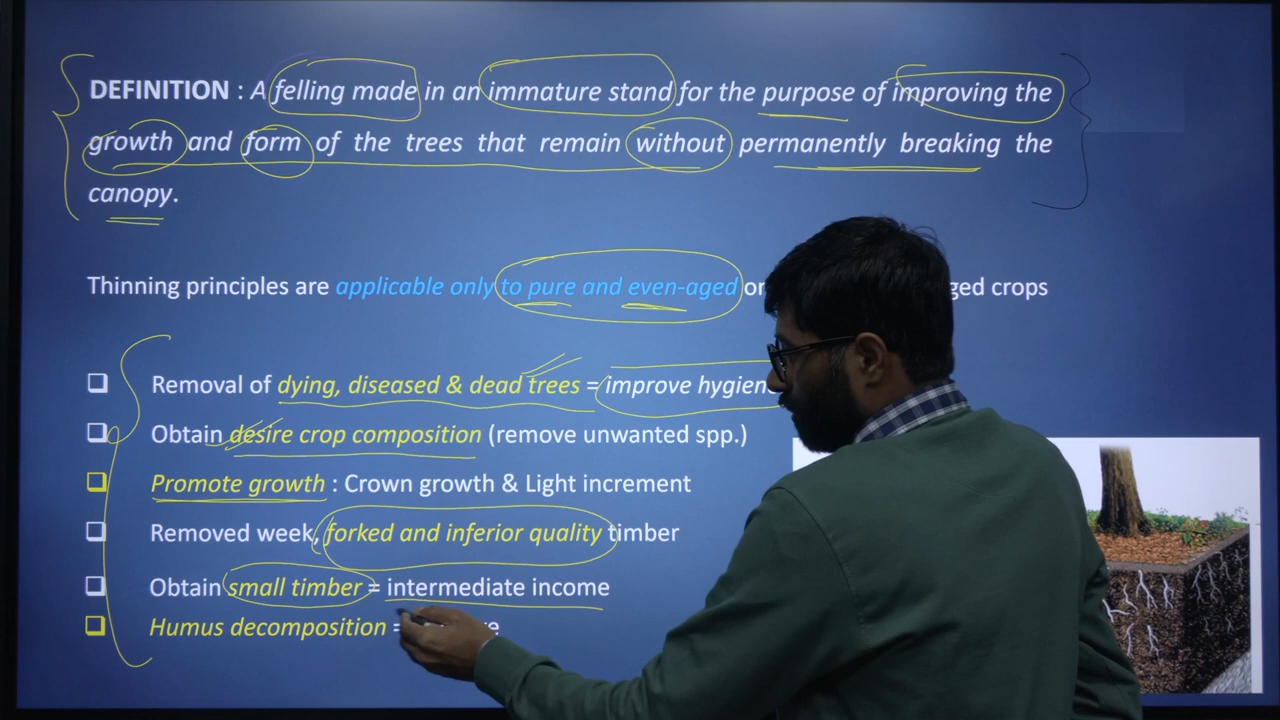 DEFINITION : A felling made in an immature stand for the purpose of improving the
growth and form of the trees that remain without permanently breaking the
canopy.
Thinning principles are applicable only to pure and even-aged or ged crops
❑ Removal of dying, diseased & dead trees = improve hygien
❑ Obtain desire crop composition (remove unwanted spp.)
❑ Promote growth : Crown growth & Light increment
❑ Removed week, forked and inferior quality timber
❑ Obtain small timber = intermediate income
❑ Humus decomposition =